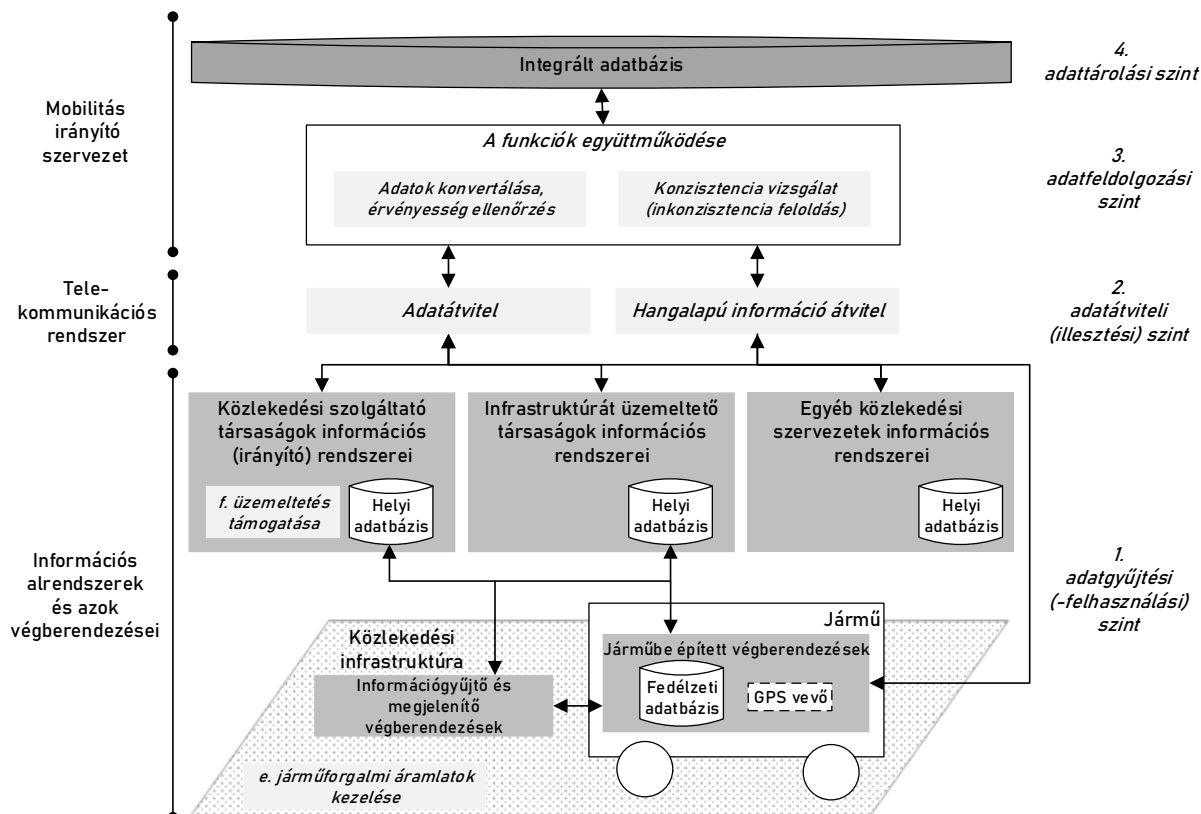 Integrált adatbázis
4.
adattárolási szint
Mobilitás
irányító
szervezet
A funkciók együttműködése
Adatok konvertálása,
érvényesség ellenőrzés
Konzisztencia vizsgálat
(inkonzisztencia feloldás)
3.
adatfeldolgozási
szint
Tele-
kommunikációs
rendszer
Adatátvitel
Hangalapú információ átvitel
2.
adatátviteli
(illesztési) szint
Közlekedési szolgáltató
társaságok információs
(irányító) rendszerei
f. üzemeltetés
támogatása
Helyi
adatbázis
Infrastruktúrát üzemeltető
társaságok információs
rendszerei
Helyi
adatbázis
Egyéb közlekedési
szervezetek információs
rendszerei
Helyi
adatbázis
Információs
alrendszerek
és azok
végberendezései
1.
adatgyűjtési
(-felhasználási)
szint
Közlekedési
infrastruktúra
Információgyűjtő és
megjelenítő
végberendezések
Jármű
Járműbe épített végberendezések
Fedélzeti
adatbázis
GPS vevő
e. járműforgalmi áramlatok
kezelése